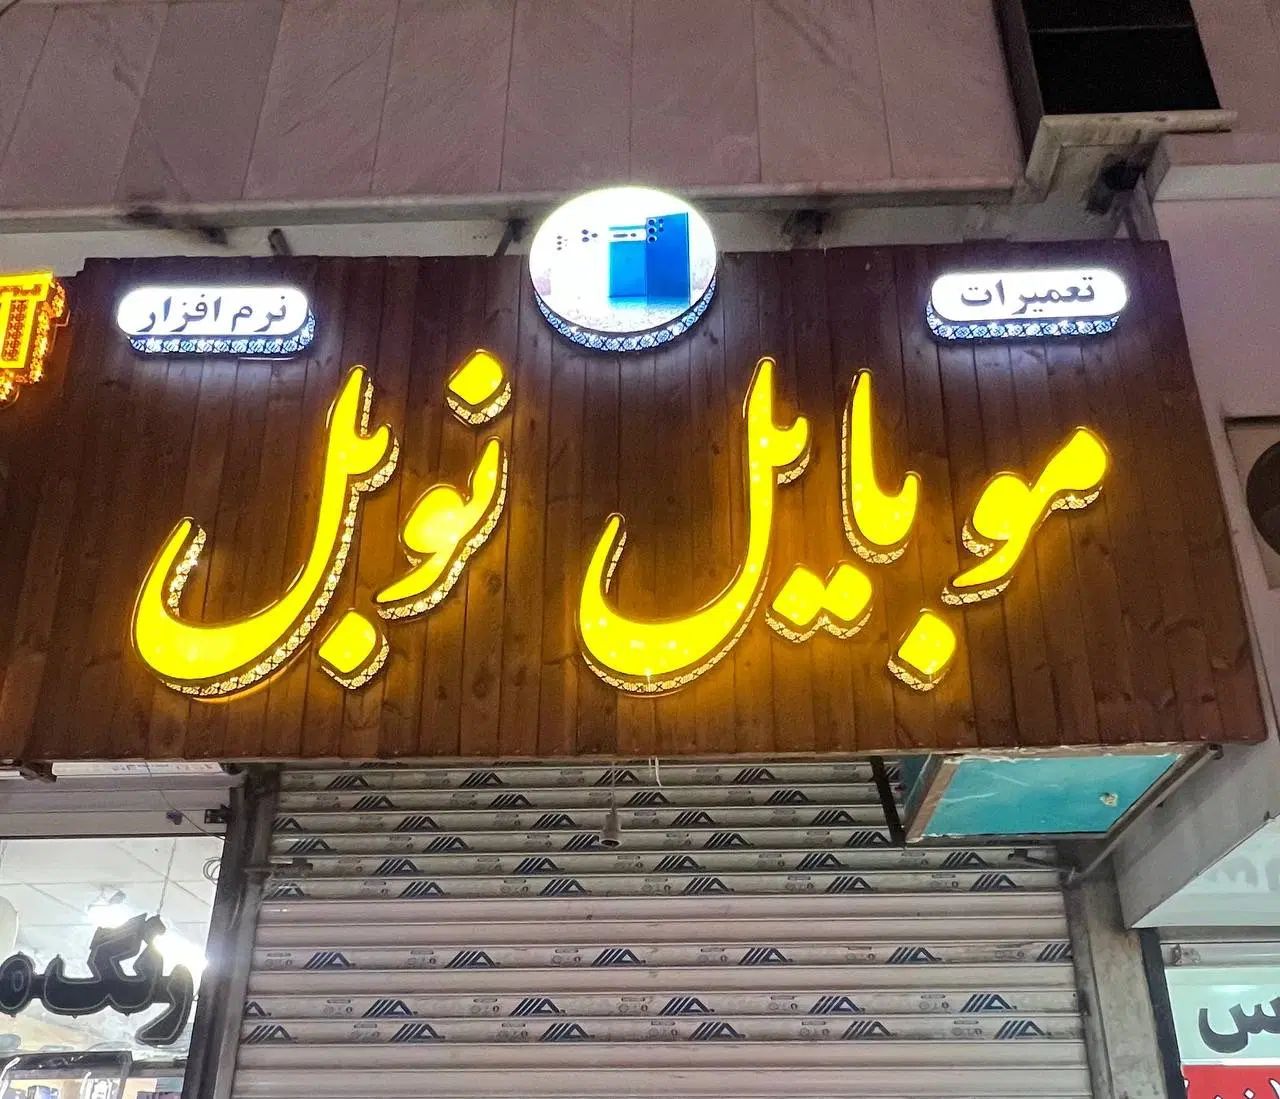 تعمیرات
نرم افزار
موبایل نوبل